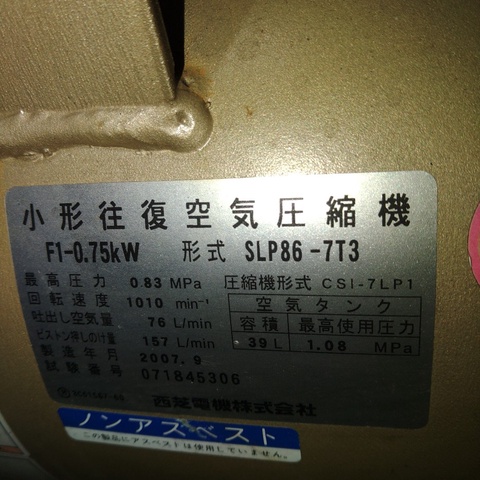 小形往復空気圧縮機
F1-0.75kW 形式 SLP86-7T3
最高圧力 0.83 MPa 圧縮機形式 CSI-7LP1
回転速度 1010 min⁻¹ 空気タンク
吐出し空気量 76 L/min 容積 最高使用圧力
ピストン押しのけ量 157 L/min 39 L 1.08 MPa
製造年月 2007.9
試験番号 071845306
西芝電機株式会社
ノンアスベスト
この製品にアスベストは使用していません。